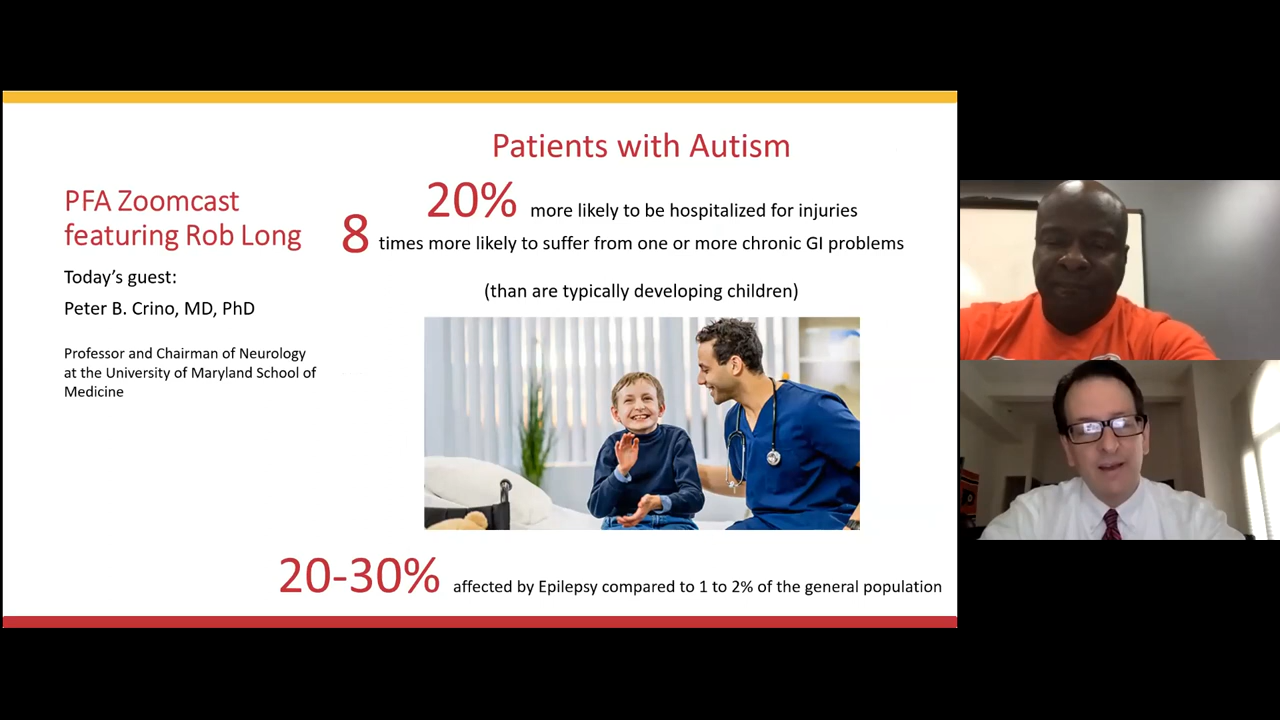 PFA Zoomcast
featuring Rob Long
Today's guest:
Peter B. Crino, MD, PhD
Professor and Chairman of Neurology
at the University of Maryland School of
Medicine
Patients with Autism
20% more likely to be hospitalized for injuries
8 times more likely to suffer from one or more chronic GI problems
(than are typically developing children)
20-30% affected by Epilepsy compared to 1 to 2% of the general population